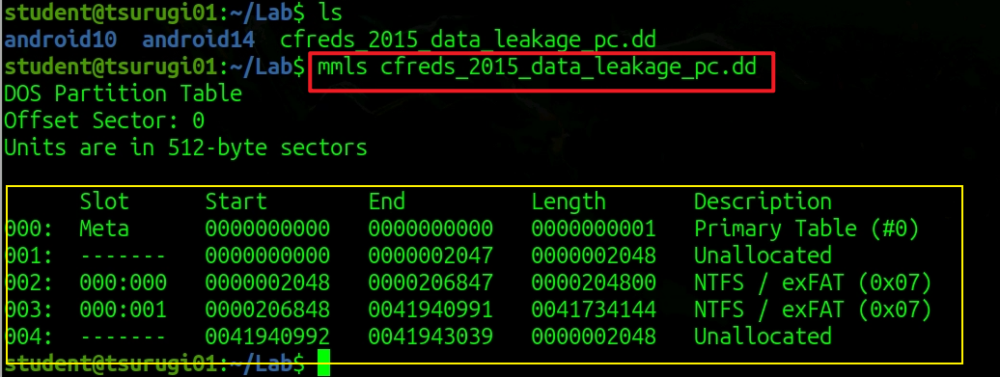 student@tsurugi01:~/Lab$ ls
android10  android14  cfreds_2015_data_leakage_pc.dd
student@tsurugi01:~/Lab$ mmls cfreds_2015_data_leakage_pc.dd
DOS Partition Table
Offset Sector: 0
Units are in 512-byte sectors

      Slot      Start        End          Length       Description
000:  Meta      0000000000   0000000000   0000000001   Primary Table (#0)
001:  -------   0000000000   0000002047   0000002048   Unallocated
002:  000:000   0000002048   0000206847   0000204800   NTFS / exFAT (0x07)
003:  000:001   0000206848   0041940991   0041734144   NTFS / exFAT (0x07)
004:  -------   0041940992   0041943039   0000002048   Unallocated
student@tsurugi01:~/Lab$